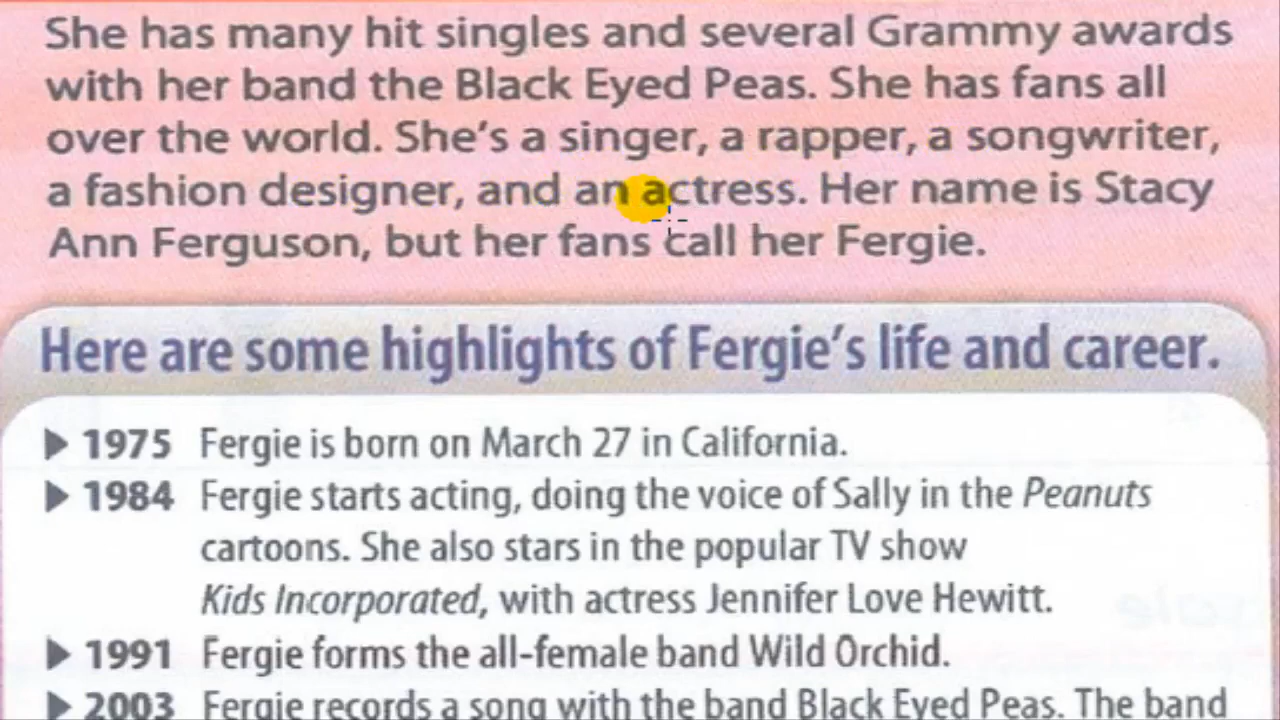 She has many hit singles and several Grammy awards
with her band the Black Eyed Peas. She has fans all
over the world. She's a singer, a rapper, a songwriter,
a fashion designer, and an actress. Her name is Stacy
Ann Ferguson, but her fans call her Fergie.
Here are some highlights of Fergie's life and career.
▶ 1975 Fergie is born on March 27 in California.
▶ 1984 Fergie starts acting, doing the voice of Sally in the Peanuts
cartoons. She also stars in the popular TV show
Kids Incorporated, with actress Jennifer Love Hewitt.
▶ 1991 Fergie forms the all-female band Wild Orchid.
▶ 2003 Fergie records a song with the band Black Eyed Peas. The band